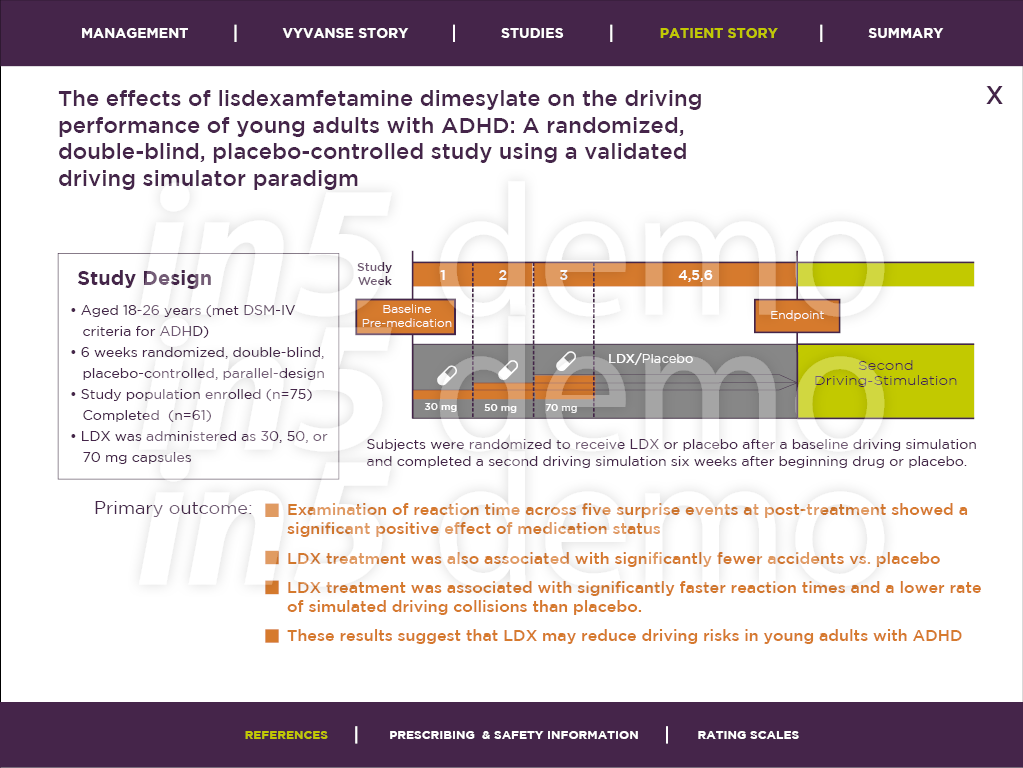 MANAGEMENT | VYVANSE STORY | STUDIES | PATIENT STORY | SUMMARY
X
The effects of lisdexamfetamine dimesylate on the driving
performance of young adults with ADHD: A randomized,
double-blind, placebo-controlled study using a validated
driving simulator paradigm
in5 demo
in5 demo
in5 demo
Study Design
• Aged 18-26 years (met DSM-IV
criteria for ADHD)
• 6 weeks randomized, double-blind,
placebo-controlled, parallel-design
• Study population enrolled (n=75)
Completed (n=61)
• LDX was administered as 30, 50, or
70 mg capsules
Study
Week
1 2 3 4,5,6
Baseline
Pre-medication
Endpoint
LDX/Placebo
30 mg 50 mg 70 mg
Second
Driving-Stimulation
Subjects were randomized to receive LDX or placebo after a baseline driving simulation
and completed a second driving simulation six weeks after beginning drug or placebo.
Primary outcome:
Examination of reaction time across five surprise events at post-treatment showed a
significant positive effect of medication status
LDX treatment was also associated with significantly fewer accidents vs. placebo
LDX treatment was associated with significantly faster reaction times and a lower rate
of simulated driving collisions than placebo.
These results suggest that LDX may reduce driving risks in young adults with ADHD
REFERENCES | PRESCRIBING & SAFETY INFORMATION | RATING SCALES